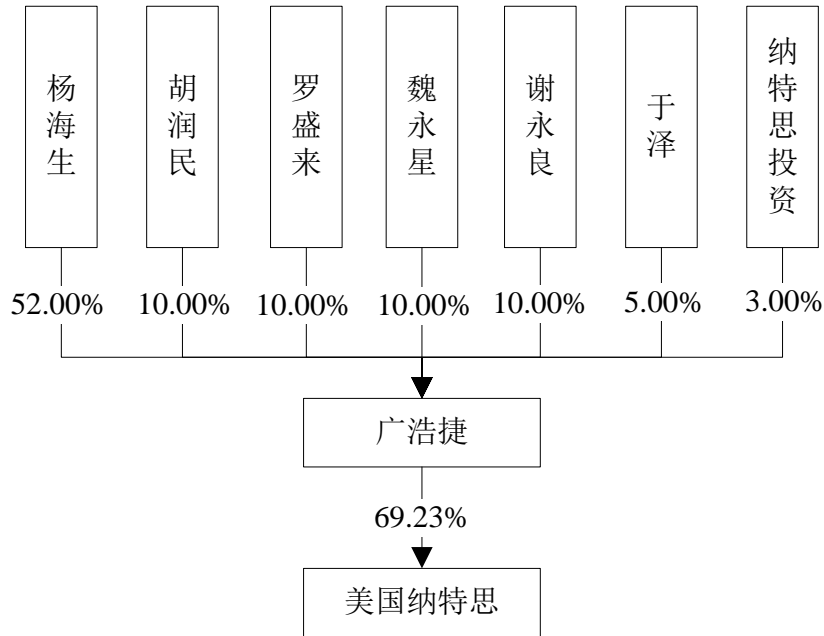 杨海生
胡润民
罗盛来
魏永星
谢永良
于泽
纳特思投资
52.00%
10.00%
10.00%
10.00%
10.00%
5.00%
3.00%
广浩捷
69.23%
美国纳特思